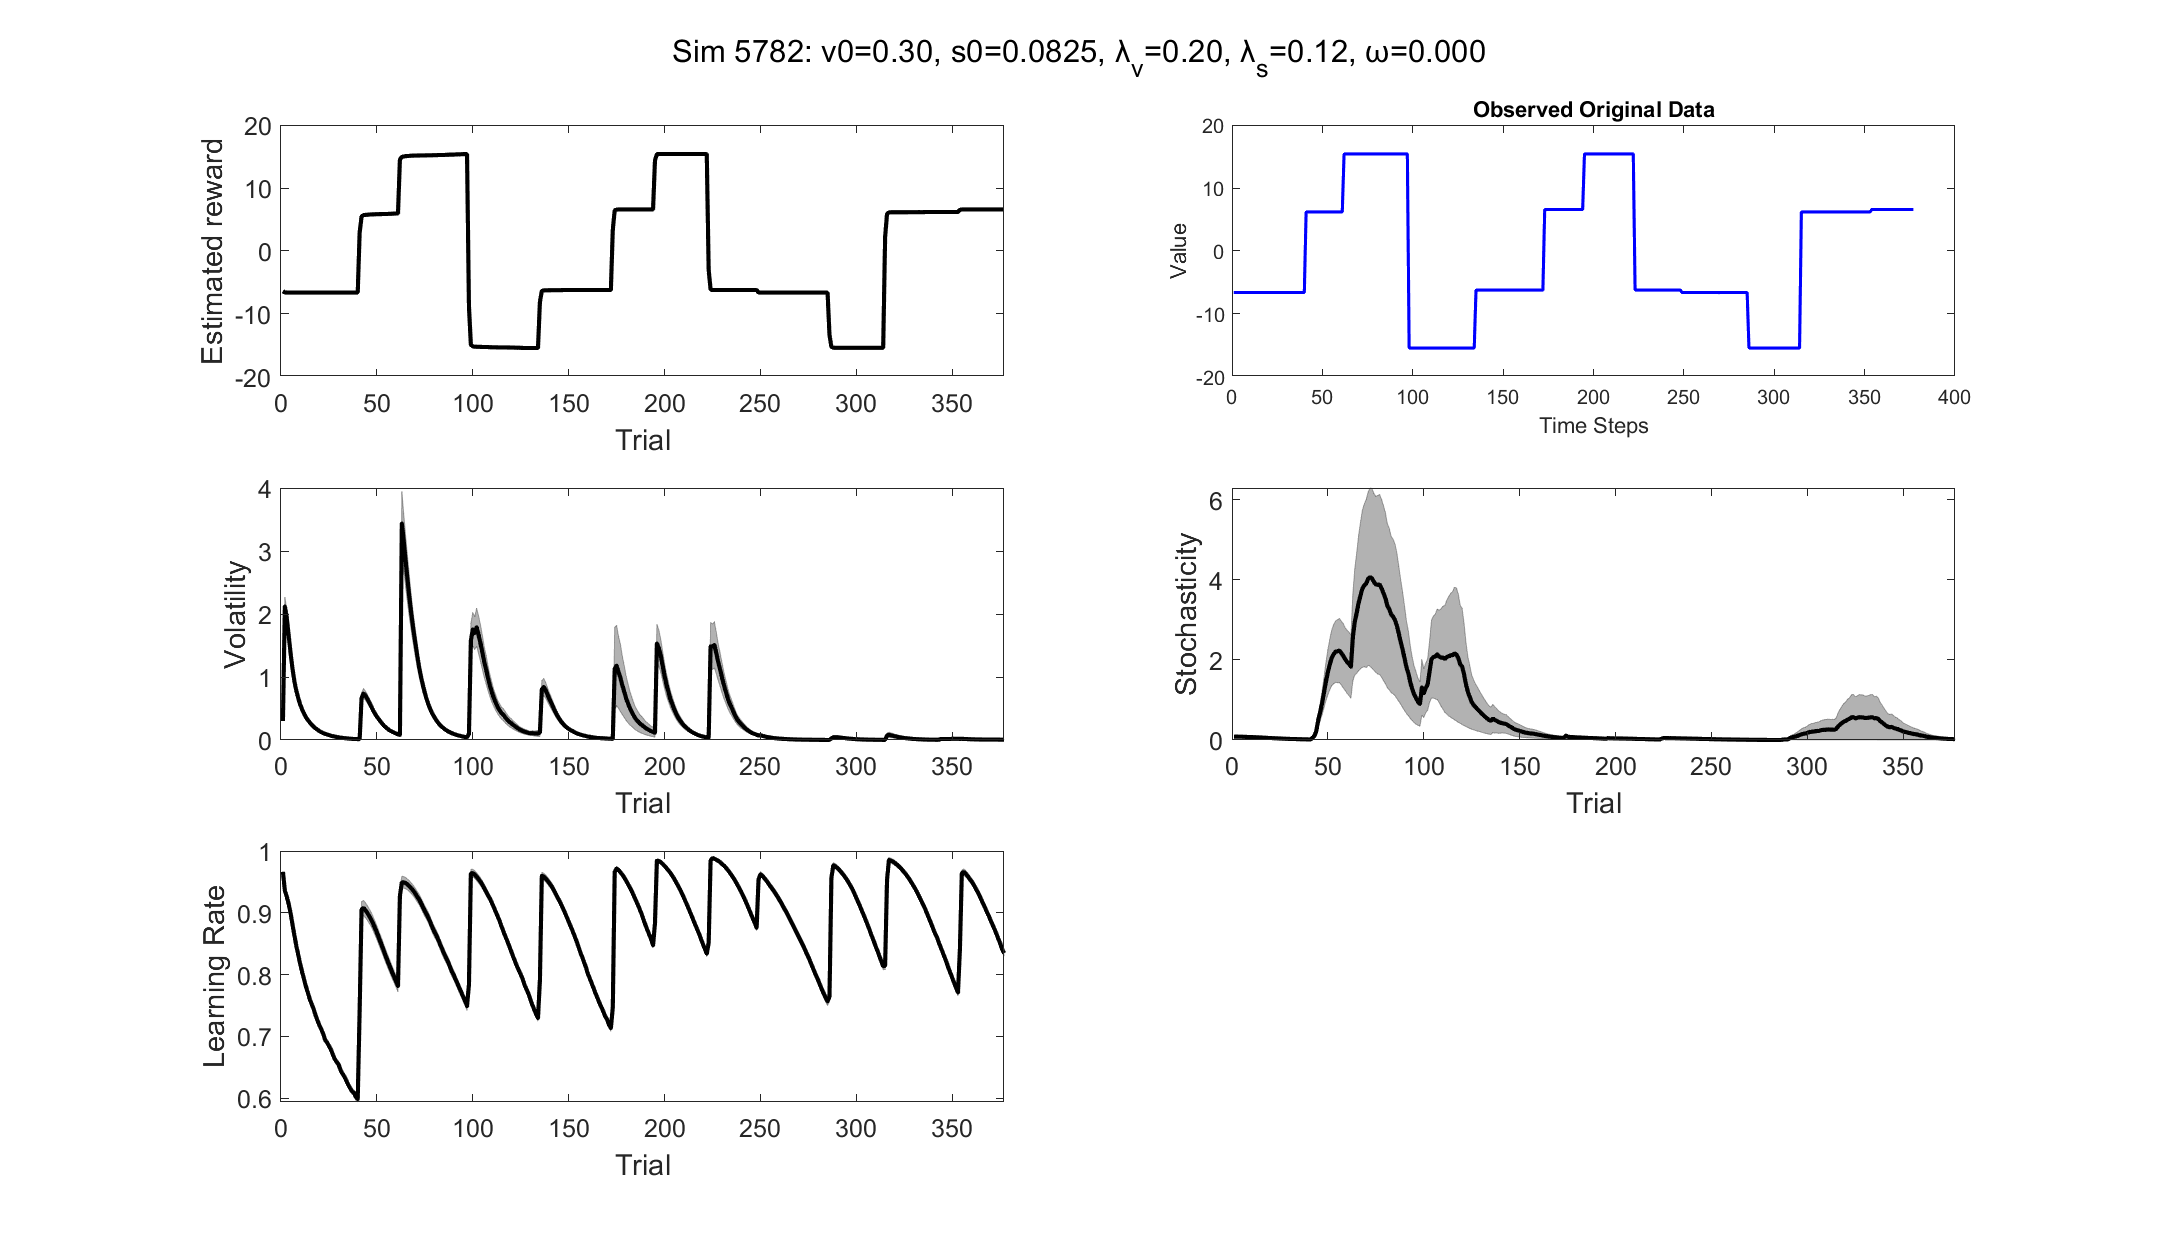 Sim 5782: v0=0.30, s0=0.0825, λ_v=0.20, λ_s=0.12, ω=0.000
20
10
0
-10
-20
Estimated reward
0 50 100 150 200 250 300 350
Trial
Observed Original Data
20
10
0
-10
-20
Value
0 50 100 150 200 250 300 350 400
Time Steps
4
3
2
1
0
Volatility
0 50 100 150 200 250 300 350
Trial
6
4
2
0
Stochasticity
0 50 100 150 200 250 300 350
Trial
1
0.9
0.8
0.7
0.6
Learning Rate
0 50 100 150 200 250 300 350
Trial